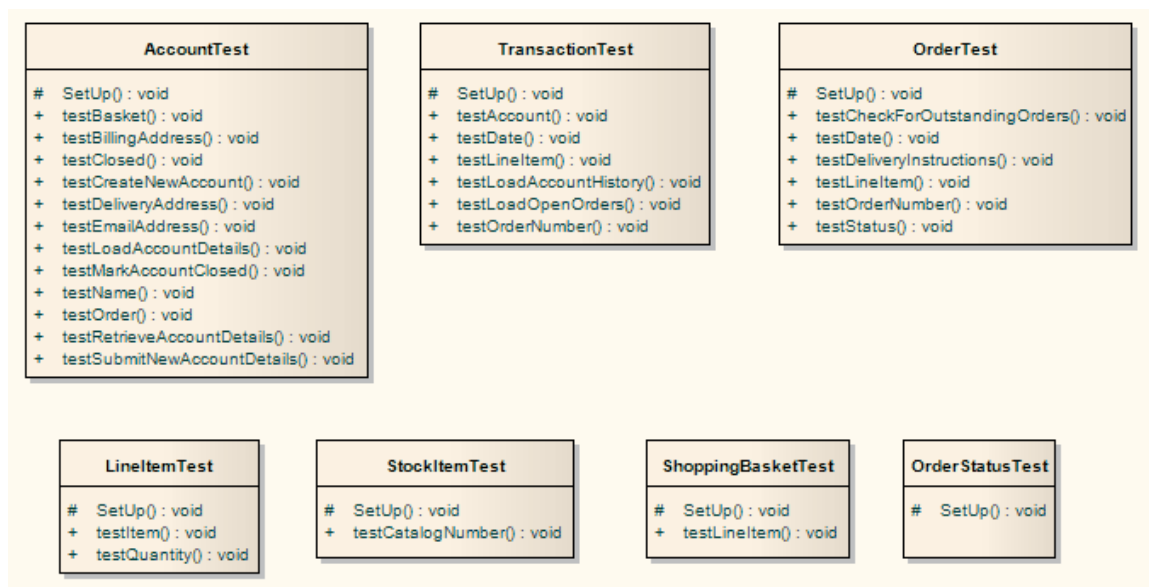 AccountTest
# SetUp() : void
+ testBasket() : void
+ testBillingAddress() : void
+ testClosed() : void
+ testCreateNewAccount() : void
+ testDeliveryAddress() : void
+ testEmailAddress() : void
+ testLoadAccountDetails() : void
+ testMarkAccountClosed() : void
+ testName() : void
+ testOrder() : void
+ testRetrieveAccountDetails() : void
+ testSubmitNewAccountDetails() : void
TransactionTest
# SetUp() : void
+ testAccount() : void
+ testDate() : void
+ testLineItem() : void
+ testLoadAccountHistory() : void
+ testLoadOpenOrders() : void
+ testOrderNumber() : void
OrderTest
# SetUp() : void
+ testCheckForOutstandingOrders() : void
+ testDate() : void
+ testDeliveryInstructions() : void
+ testLineItem() : void
+ testOrderNumber() : void
+ testStatus() : void
LineItemTest
# SetUp() : void
+ testItem() : void
+ testQuantity() : void
StockItemTest
# SetUp() : void
+ testCatalogNumber() : void
ShoppingBasketTest
# SetUp() : void
+ testLineItem() : void
OrderStatusTest
# SetUp() : void